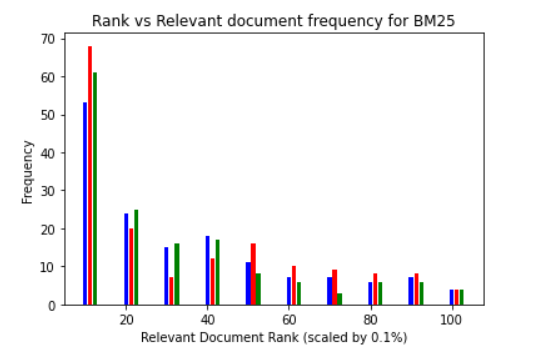 Rank vs Relevant document frequency for BM25
70
60
50
40
30
20
10
0
Frequency
20 40 60 80 100
Relevant Document Rank (scaled by 0.1%)